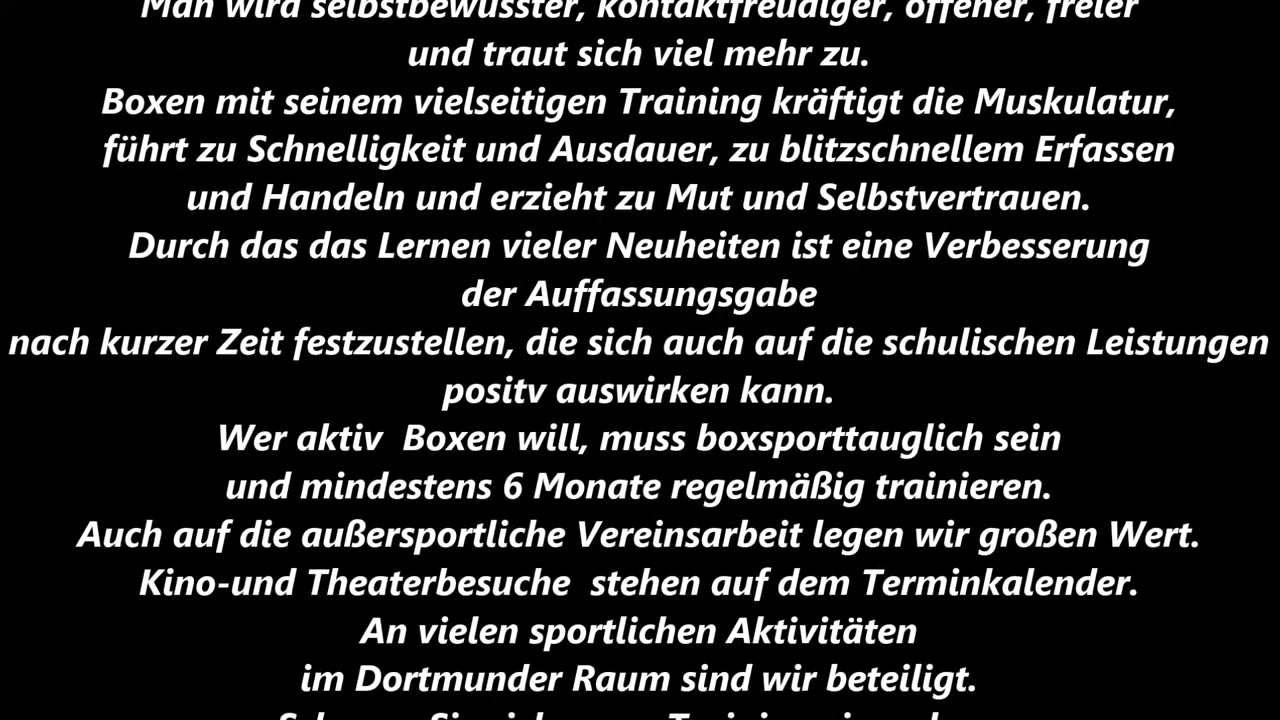 Man wird selbstbewusster, kontaktfreudiger, offener, freier
und traut sich viel mehr zu.
Boxen mit seinem vielseitigen Training kräftigt die Muskulatur,
führt zu Schnelligkeit und Ausdauer, zu blitzschnellem Erfassen
und Handeln und erzieht zu Mut und Selbstvertrauen.
Durch das das Lernen vieler Neuheiten ist eine Verbesserung
der Auffassungsgabe
nach kurzer Zeit festzustellen, die sich auch auf die schulischen Leistungen
positv auswirken kann.
Wer aktiv  Boxen will, muss boxsporttauglich sein
und mindestens 6 Monate regelmäßig trainieren.
Auch auf die außersportliche Vereinsarbeit legen wir großen Wert.
Kino-und Theaterbesuche  stehen auf dem Terminkalender.
An vielen sportlichen Aktivitäten
im Dortmunder Raum sind wir beteiligt.